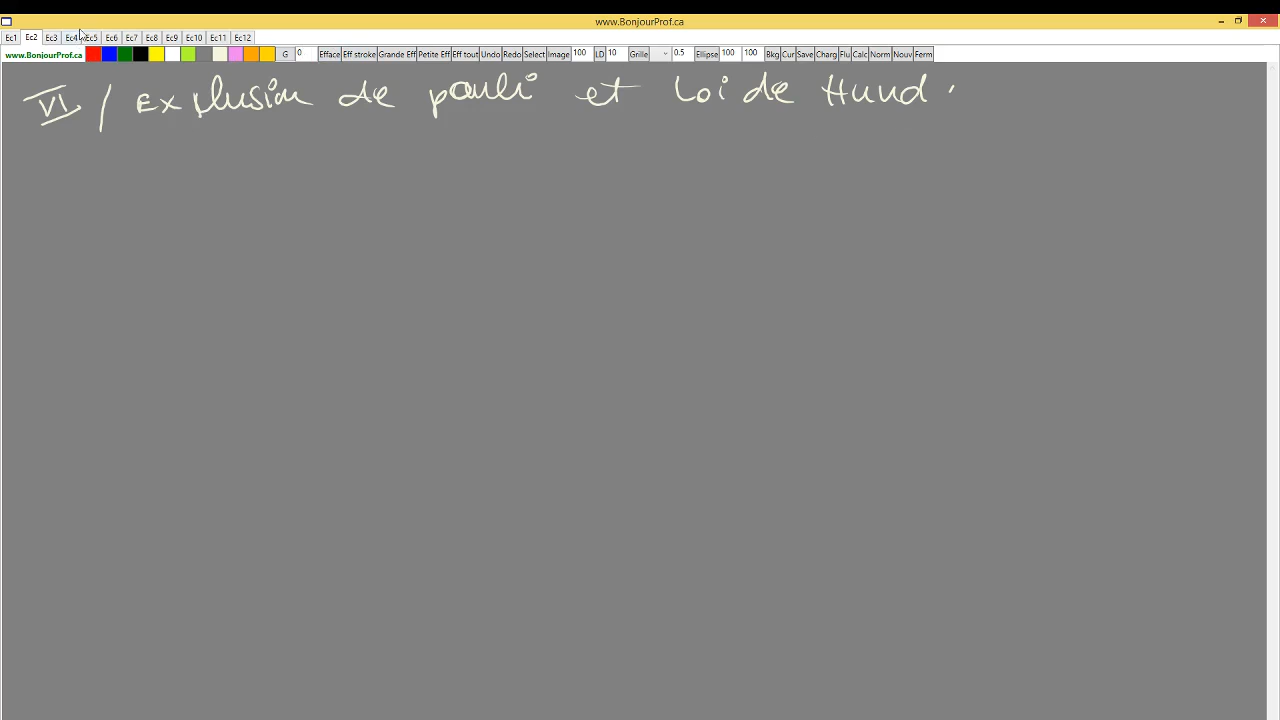 www.BonjourProf.ca
Ec1 Ec2 Ec3 Ec4 Ec5 Ec6 Ec7 Ec8 Ec9 Ec10 Ec11 Ec12
www.BonjourProf.ca G 0 Efface Eff stroke Grande Eff Petite Eff Eff tout Undo Redo Select Image 100 LD 10 Grille 0.5 Ellipse 100 100 Bkg Cur Save Charg Flu Calc Norm Nouv Ferm
VI / Explusion de pauli et Loi de Hund